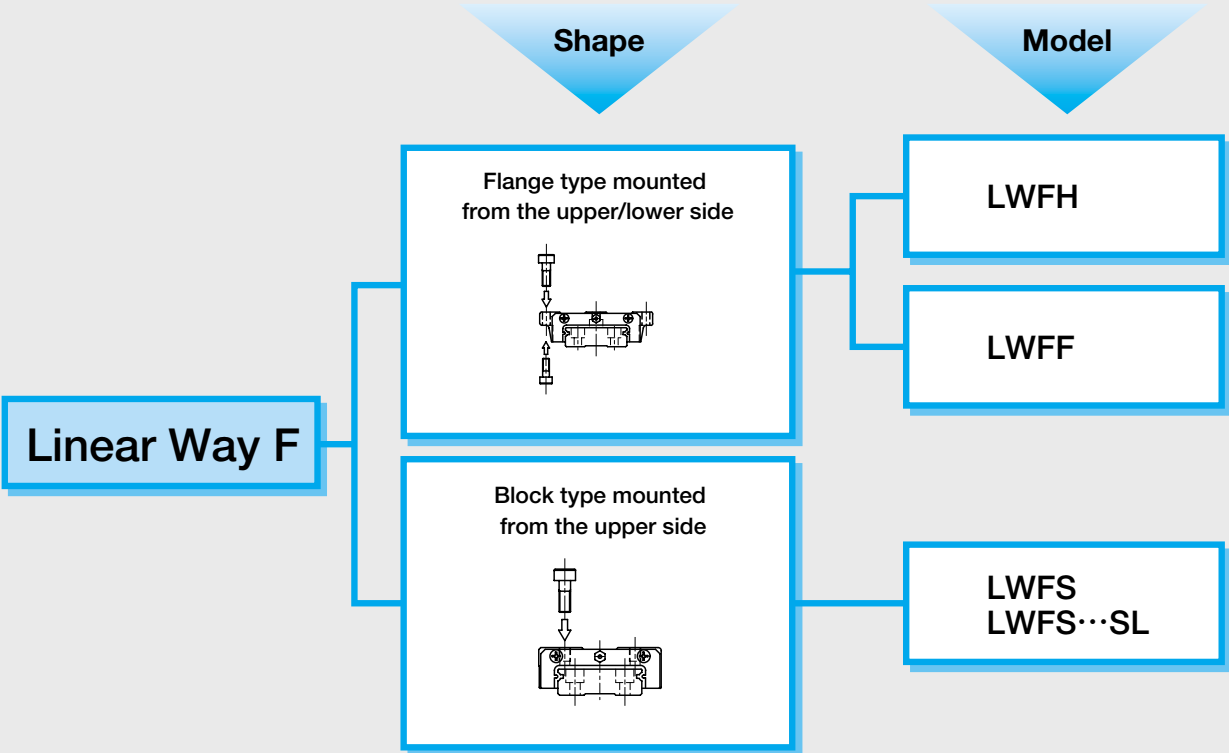 Shape
Model
Flange type mounted
from the upper/lower side
LWFH
LWFF
Linear Way F
Block type mounted
from the upper side
LWFS
LWFS⋯SL